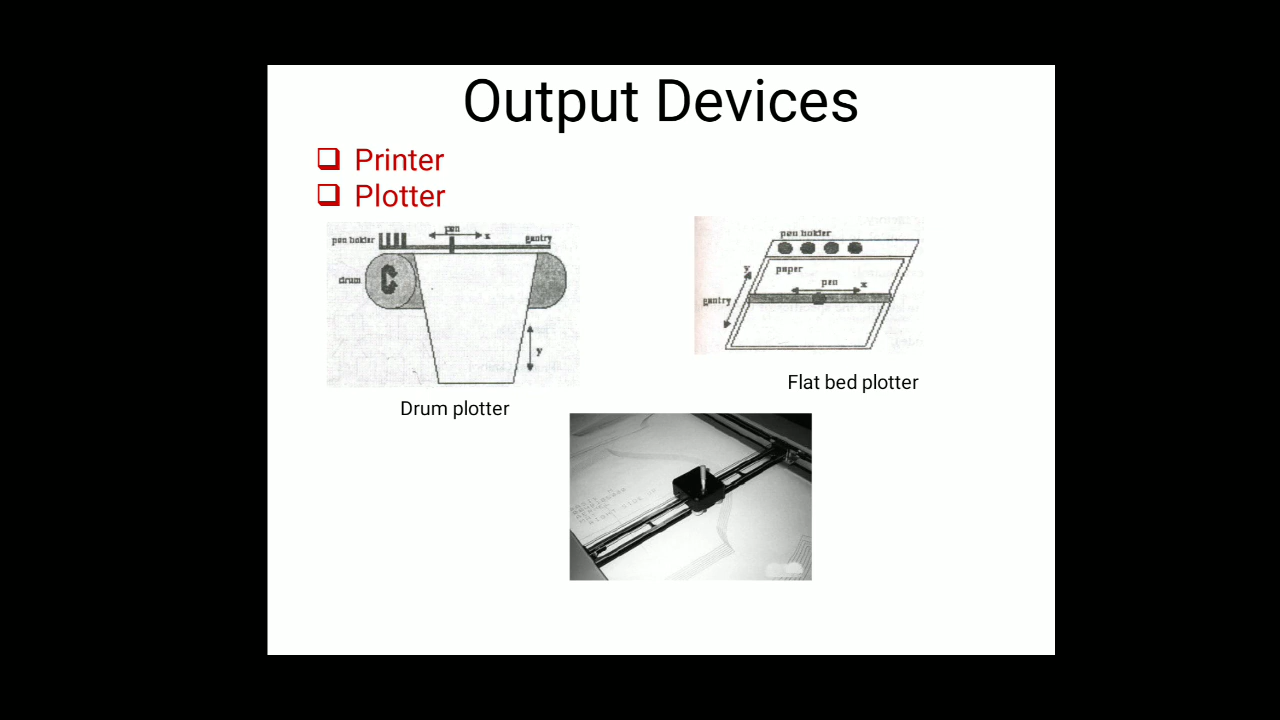 Output Devices
Printer
Plotter
pen holder
pen
x
gantry
drum
y
Drum plotter
pen holder
y
paper
pen
x
gantry
Flat bed plotter